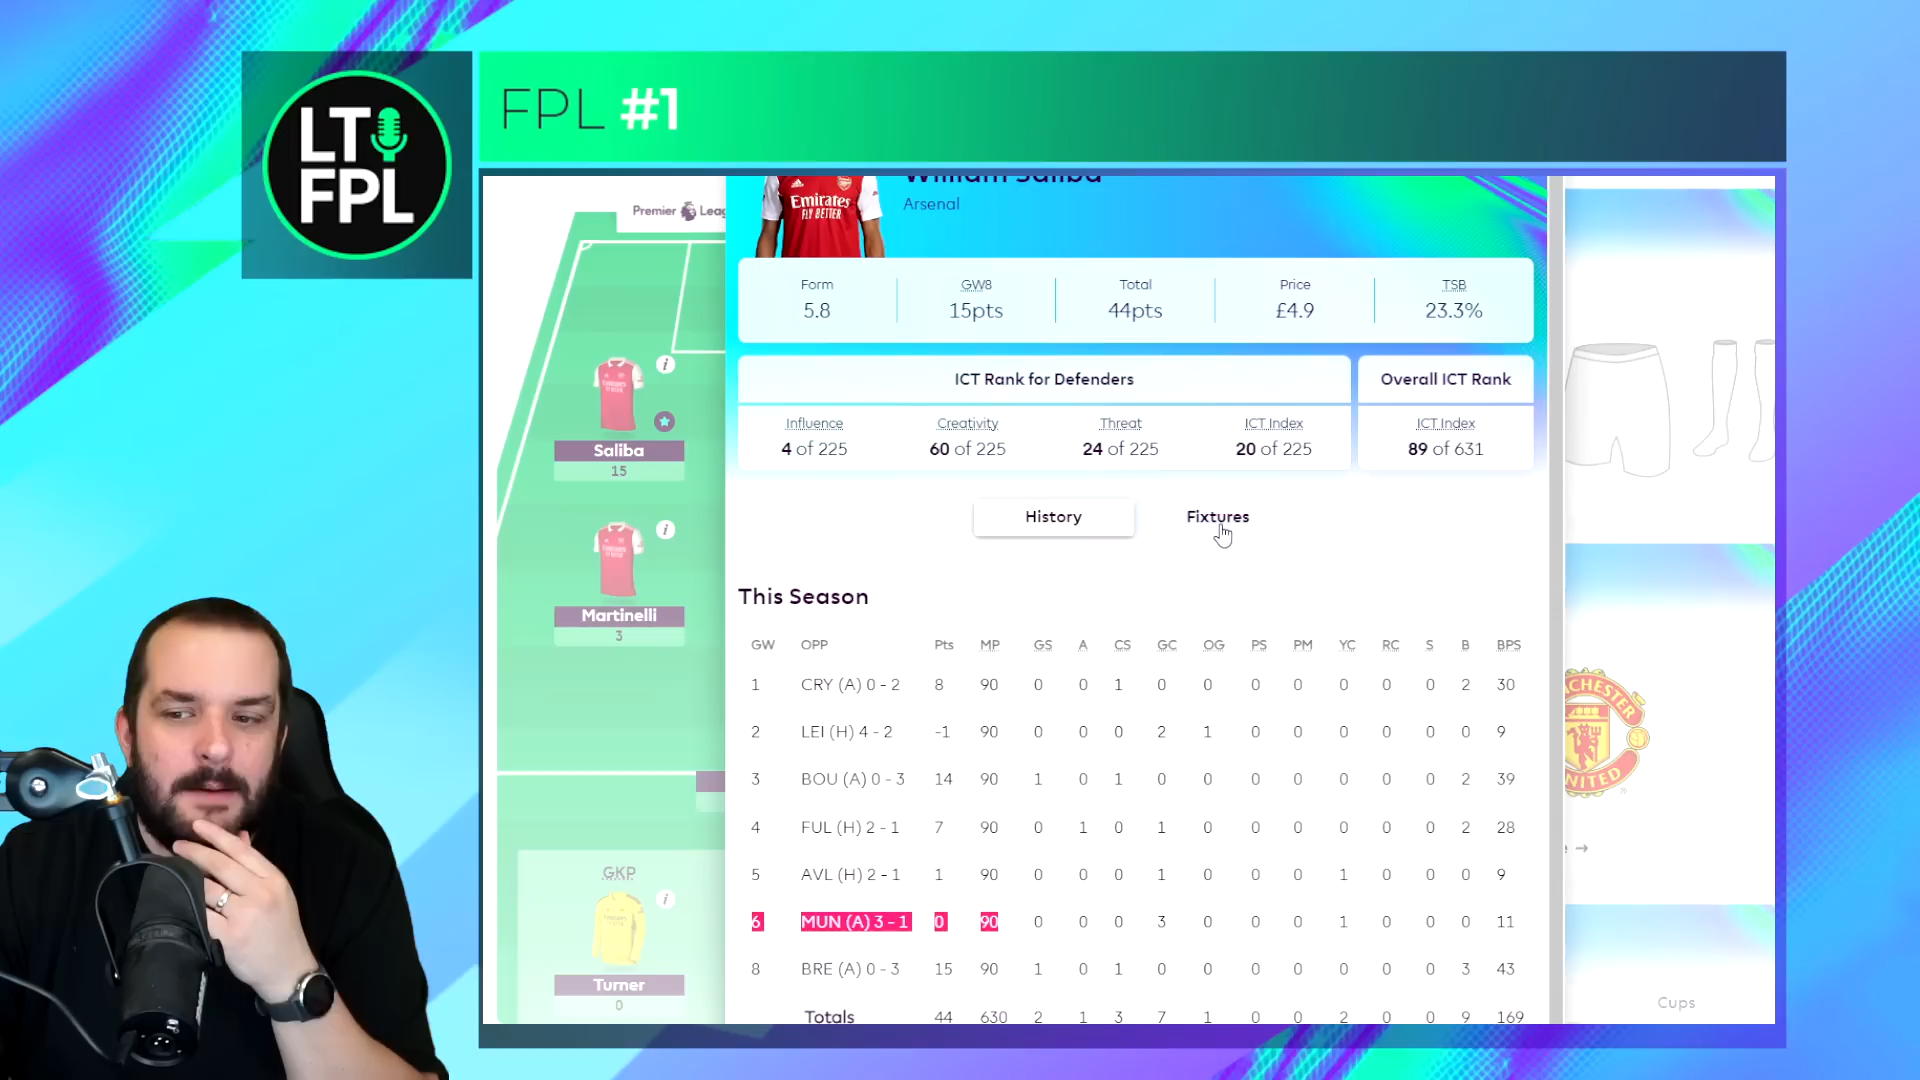 LT
FPL
FPL #1
Premier Leag
William Saliba
Arsenal
Emirates
FLY BETTER
Form
GW8
Total
Price
TSB
5.8
15pts
44pts
£4.9
23.3%
ICT Rank for Defenders
Overall ICT Rank
Influence
Creativity
Threat
ICT Index
ICT Index
4 of 225
60 of 225
24 of 225
20 of 225
89 of 631
Saliba
15
Martinelli
3
GKP
Turner
0
History
Fixtures
This Season
GW OPP Pts MP GS A CS GC OG PS PM YC RC S B BPS
1 CRY (A) 0 - 2 8 90 0 0 1 0 0 0 0 0 0 0 2 30
2 LEI (H) 4 - 2 -1 90 0 0 0 2 1 0 0 0 0 0 0 9
3 BOU (A) 0 - 3 14 90 1 0 1 0 0 0 0 0 0 0 2 39
4 FUL (H) 2 - 1 7 90 0 1 0 1 0 0 0 0 0 0 2 28
5 AVL (H) 2 - 1 1 90 0 0 0 1 0 0 0 1 0 0 0 9
6 MUN (A) 3 - 1 0 90 0 0 0 3 0 0 0 1 0 0 0 11
8 BRE (A) 0 - 3 15 90 1 0 1 0 0 0 0 0 0 0 3 43
Totals 44 630 2 1 3 7 1 0 0 2 0 0 9 169
MANCHESTER
UNITED
e →
Cups